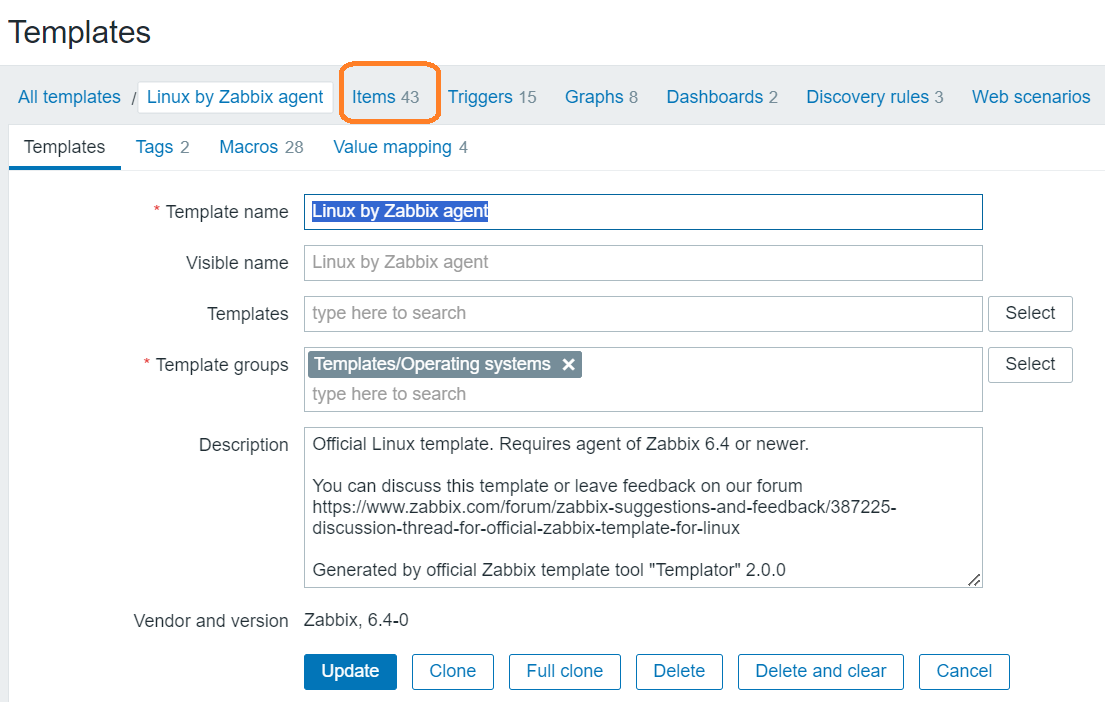 Templates
All templates / Linux by Zabbix agent Items 43 Triggers 15 Graphs 8 Dashboards 2 Discovery rules 3 Web scenarios
Templates Tags 2 Macros 28 Value mapping 4
* Template name Linux by Zabbix agent
Visible name Linux by Zabbix agent
Templates type here to search Select
* Template groups Templates/Operating systems × Select
type here to search
Description Official Linux template. Requires agent of Zabbix 6.4 or newer.
You can discuss this template or leave feedback on our forum
https://www.zabbix.com/forum/zabbix-suggestions-and-feedback/387225-
discussion-thread-for-official-zabbix-template-for-linux
Generated by official Zabbix template tool "Templator" 2.0.0
Vendor and version Zabbix, 6.4-0
Update Clone Full clone Delete Delete and clear Cancel